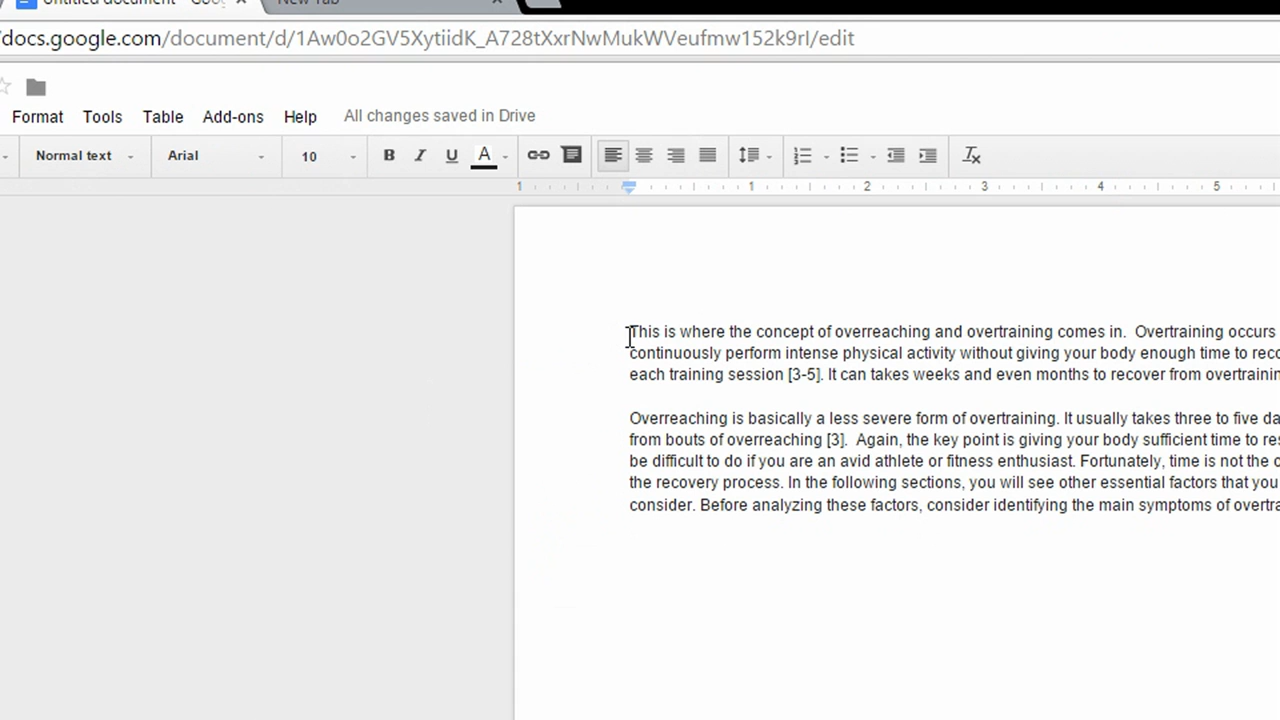 Untitled document - Goo
New Tab
/docs.google.com/document/d/1Aw0o2GV5XytiidK_A728tXxrNwMukWVeufmw152k9rI/edit
Format Tools Table Add-ons Help All changes saved in Drive
Normal text Arial 10 B I U A
1 1 2 3 4 5
This is where the concept of overreaching and overtraining comes in. Overtraining occurs
continuously perform intense physical activity without giving your body enough time to reco
each training session [3-5]. It can takes weeks and even months to recover from overtrainin
Overreaching is basically a less severe form of overtraining. It usually takes three to five da
from bouts of overreaching [3]. Again, the key point is giving your body sufficient time to res
be difficult to do if you are an avid athlete or fitness enthusiast. Fortunately, time is not the o
the recovery process. In the following sections, you will see other essential factors that you
consider. Before analyzing these factors, consider identifying the main symptoms of overtra